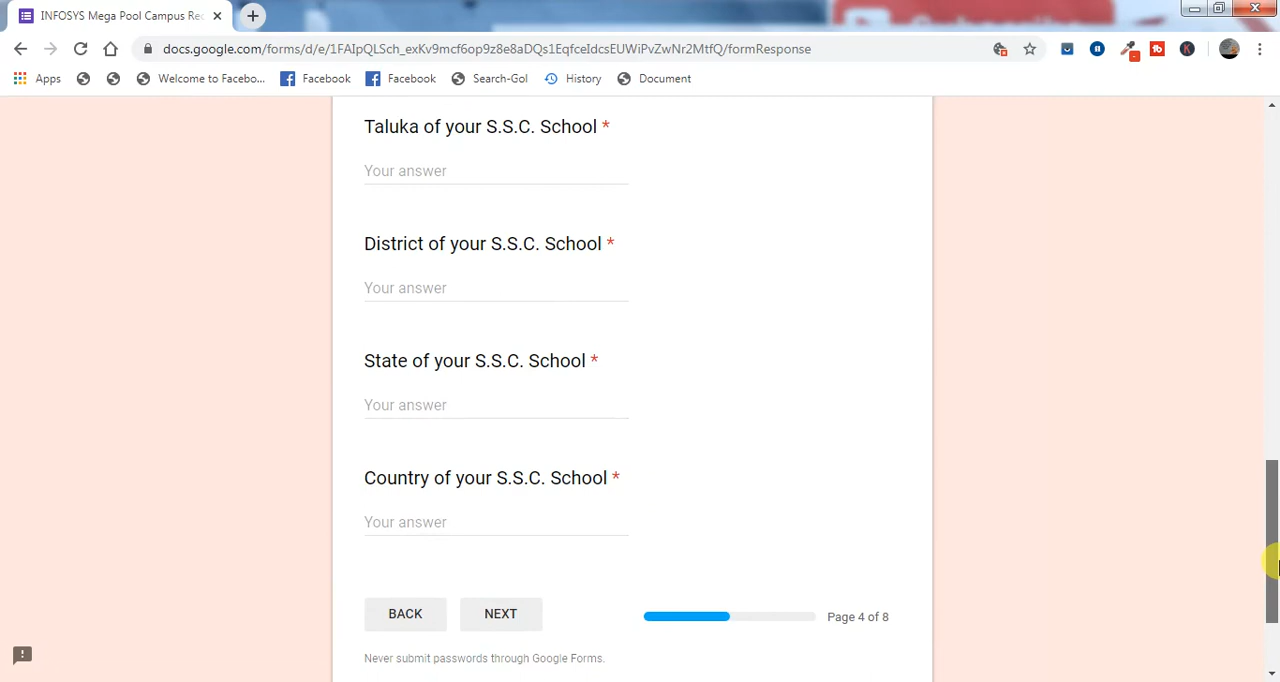 INFOSYS Mega Pool Campus Rec
docs.google.com/forms/d/e/1FAIpQLSch_exKv9mcf6op9z8e8aDQs1EqfceIdcsEUWiPvZwNr2MtfQ/formResponse
Apps
Welcome to Facebo...
Facebook
Facebook
Search-Gol
History
Document
Taluka of your S.S.C. School *
Your answer
District of your S.S.C. School *
Your answer
State of your S.S.C. School *
Your answer
Country of your S.S.C. School *
Your answer
BACK
NEXT
Page 4 of 8
Never submit passwords through Google Forms.